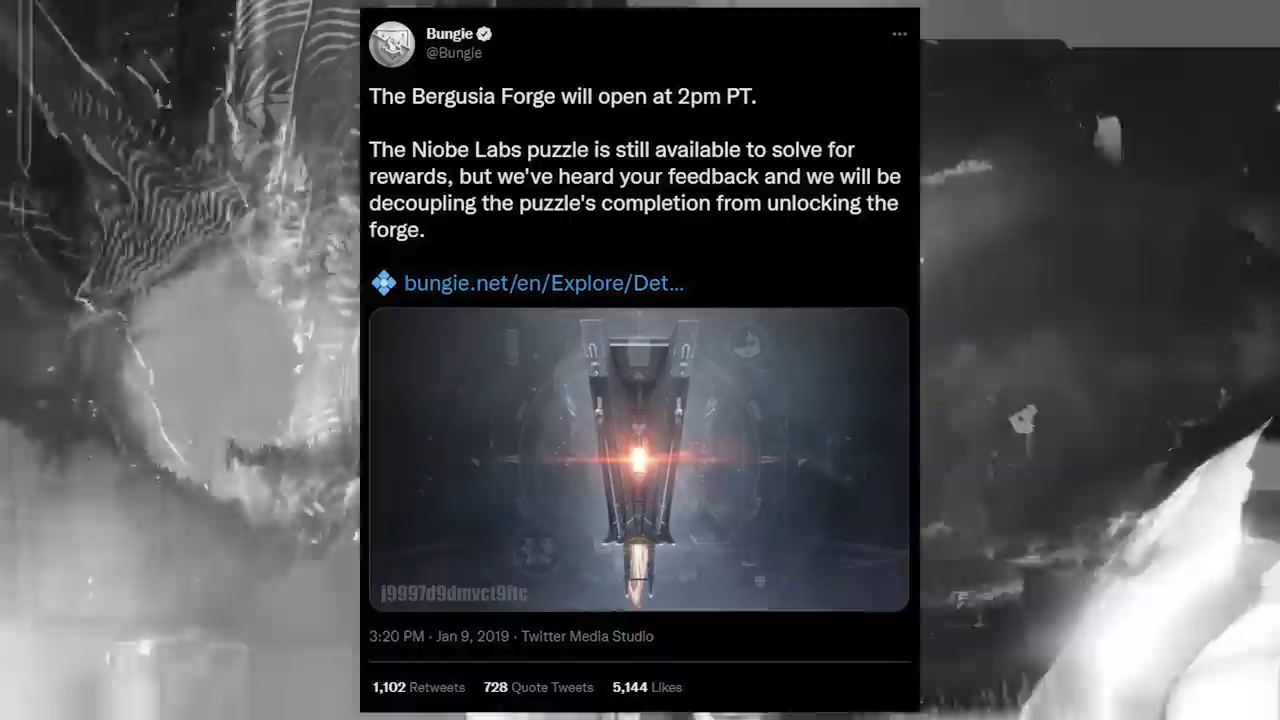 Bungie
@Bungie
The Bergusia Forge will open at 2pm PT.
The Niobe Labs puzzle is still available to solve for
rewards, but we've heard your feedback and we will be
decoupling the puzzle's completion from unlocking the
forge.
bungie.net/en/Explore/Det...
j9997d9dmvct9ftc
3:20 PM · Jan 9, 2019 · Twitter Media Studio
1,102 Retweets 728 Quote Tweets 5,144 Likes